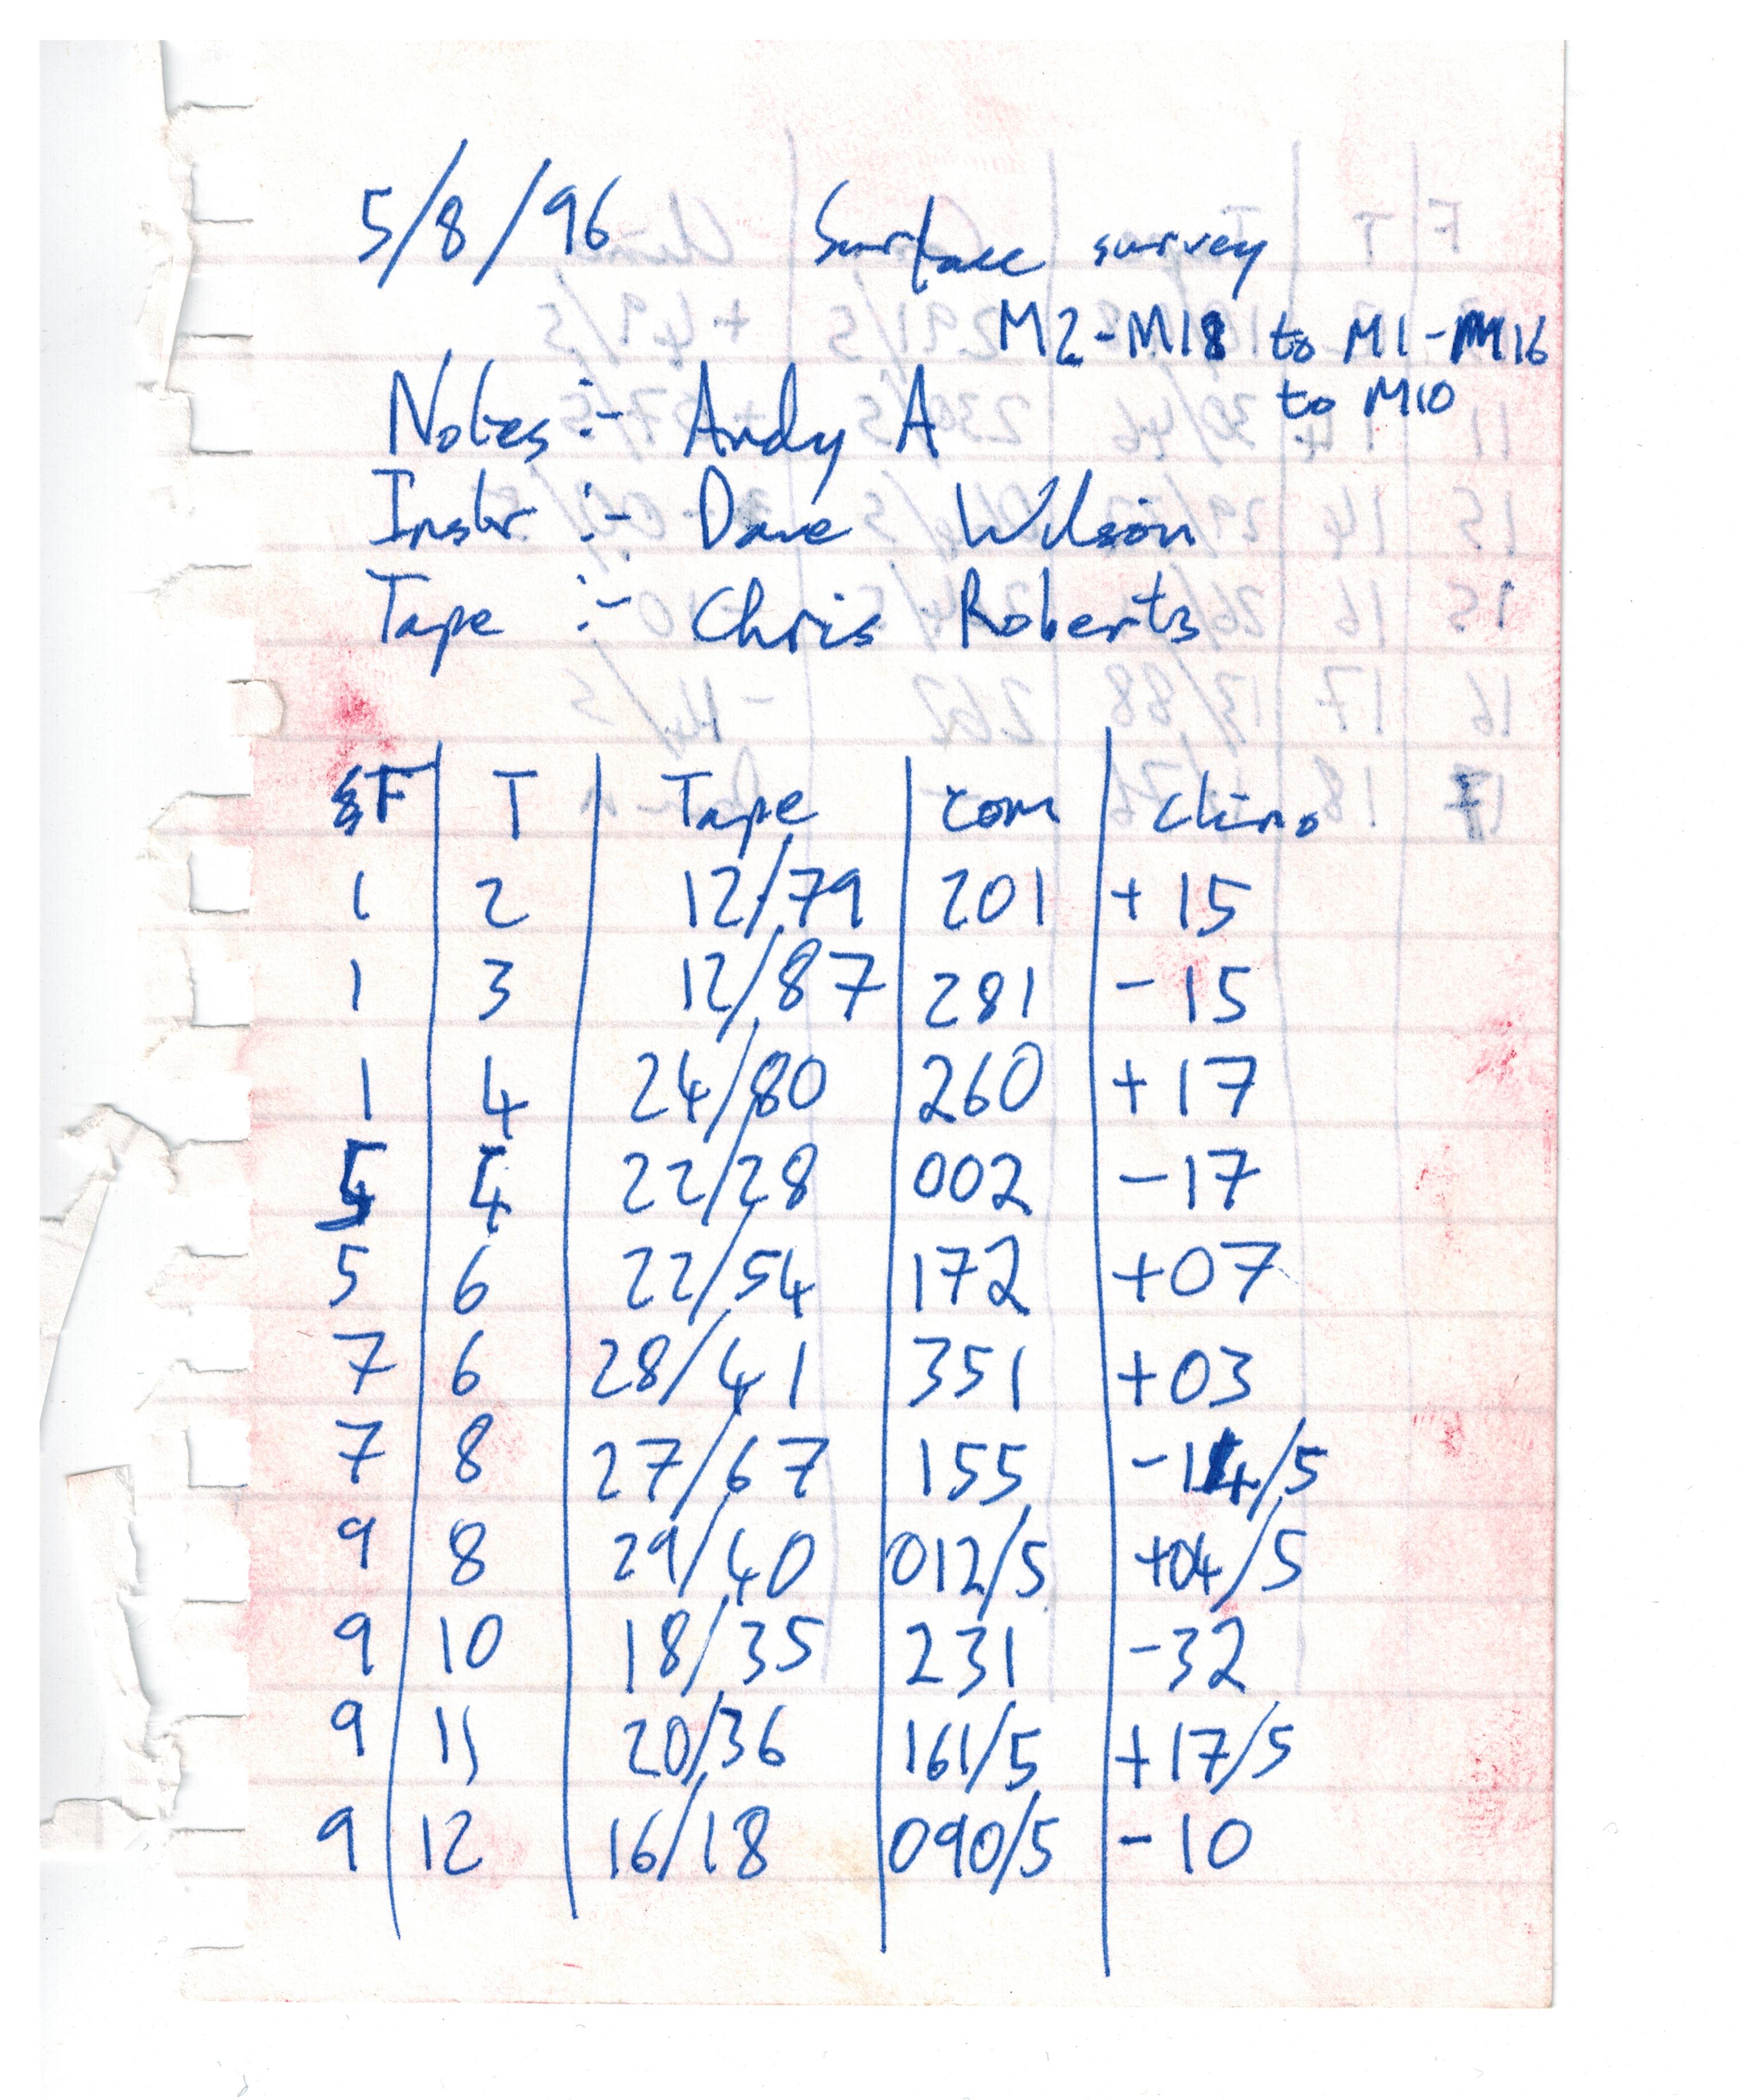 5/8/96 Surface survey
M2-M18 to M1-M16
to M10
Notes :- Andy A
Instr :- Dave Wilson
Tape :- Chris Roberts
F T Tape com clino
1 2 12/79 201 +15
1 3 12/87 281 -15
1 4 24/80 260 +17
5 4 22/28 002 -17
5 6 22/54 172 +07
7 6 28/41 351 +03
7 8 27/67 155 -14/5
9 8 29/40 012/5 +04/5
9 10 18/35 231 -32
9 11 20/36 161/5 +17/5
9 12 16/18 090/5 -10